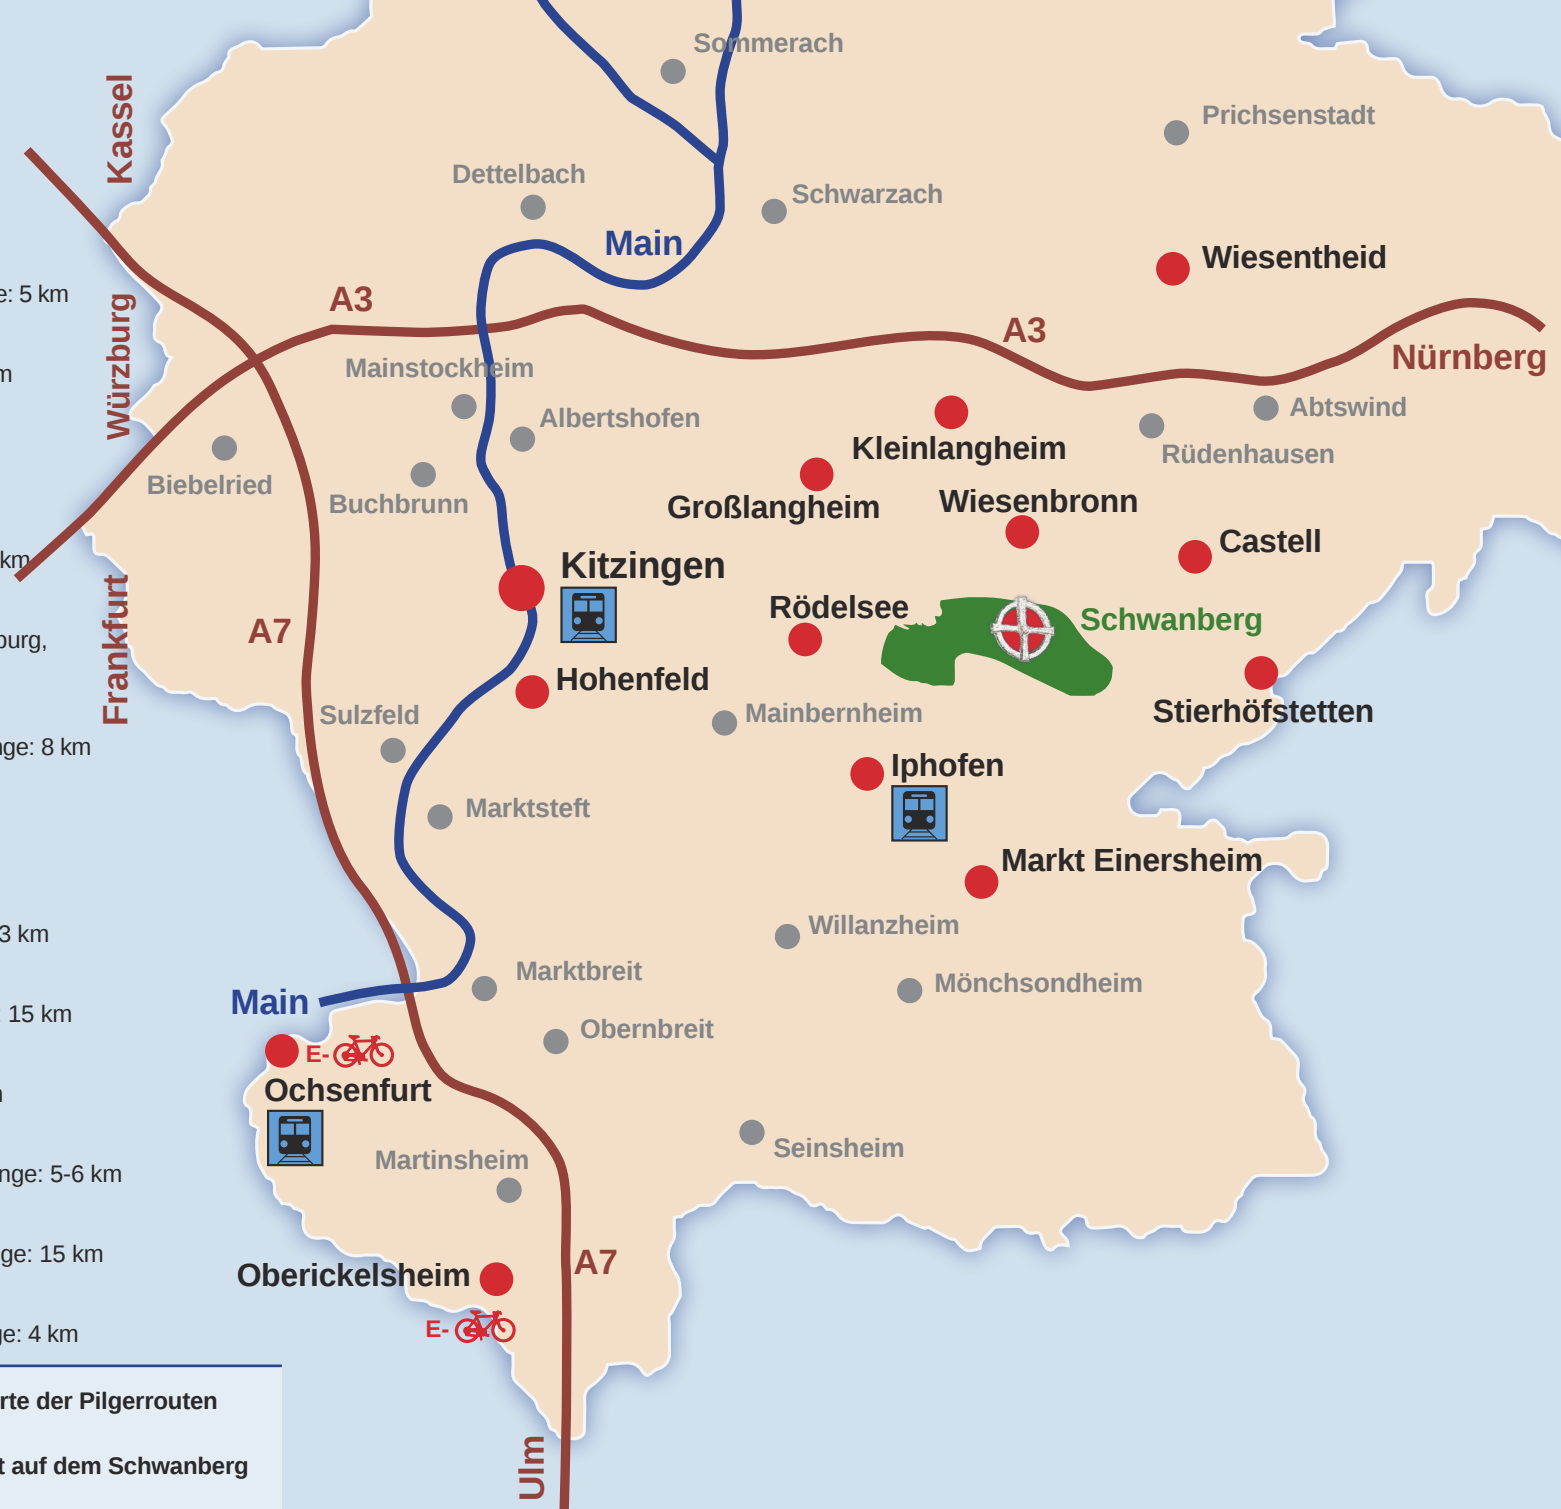 Sommerach
Kassel
Prichsenstadt
Dettelbach
Schwarzach
Main
Wiesentheid
e: 5 km
A3
A3
Würzburg
Nürnberg
m
Mainstockheim
Albertshofen
Abtswind
Kleinlangheim
Rüdenhausen
Biebelried
Buchbrunn
Großlangheim
Wiesenbronn
Castell
km
Kitzingen
Frankfurt
Rödelsee
Schwanberg
A7
burg,
Hohenfeld
Stierhöfstetten
Sulzfeld
Mainbernheim
nge: 8 km
Iphofen
Marktsteft
Markt Einersheim
3 km
Willanzheim
Marktbreit
Mönchsondheim
Main
: 15 km
Obernbreit
E-
Ochsenfurt
Martinsheim
Seinsheim
nge: 5-6 km
ge: 15 km
Oberickelsheim
A7
E-
ge: 4 km
rte der Pilgerrouten
t auf dem Schwanberg
Ulm